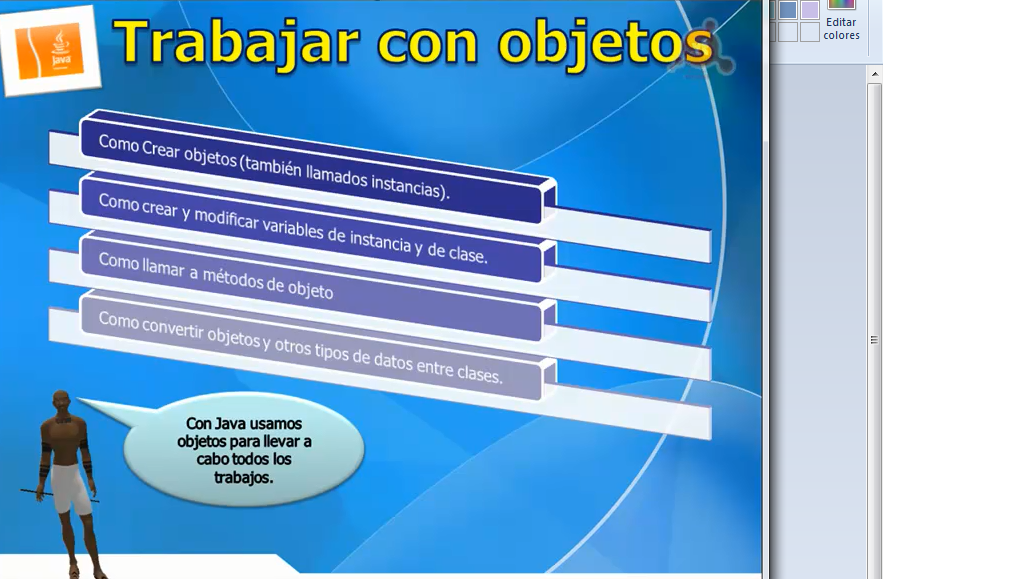 Trabajar con objetos
Java
Editar
colores
Como Crear objetos (también llamados instancias).
Como crear y modificar variables de instancia y de clase.
Como llamar a métodos de objeto
Como convertir objetos y otros tipos de datos entre clases.
Con Java usamos
objetos para llevar a
cabo todos los
trabajos.